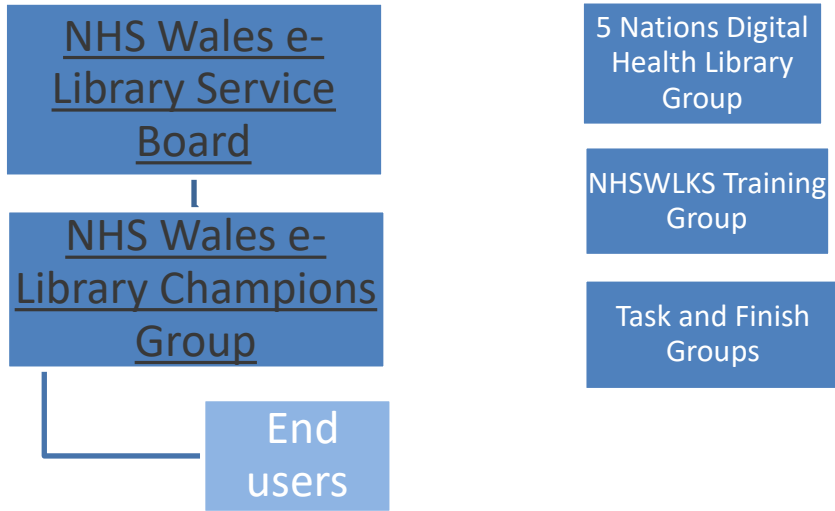 NHS Wales e-
Library Service
Board
NHS Wales e-
Library Champions
Group
End
users
5 Nations Digital
Health Library
Group
NHSWLKS Training
Group
Task and Finish
Groups